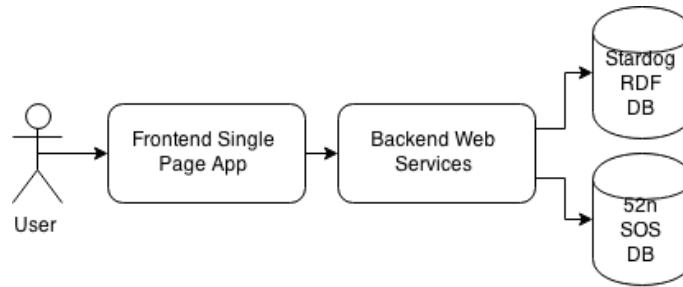 User
Frontend Single
Page App
Backend Web
Services
Stardog
RDF
DB
52n
SOS
DB